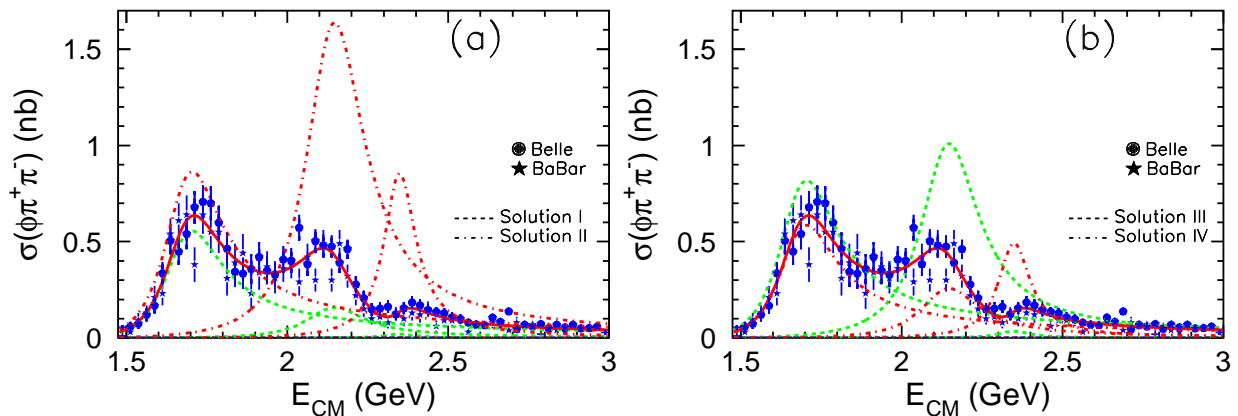 (a)
σ(ϕπ⁺π⁻) (nb)
1.5
1
0.5
0
Belle
BaBar
Solution I
Solution II
1.5 2 2.5 3
E_CM (GeV)
(b)
σ(ϕπ⁺π⁻) (nb)
1.5
1
0.5
0
Belle
BaBar
Solution III
Solution IV
1.5 2 2.5 3
E_CM (GeV)